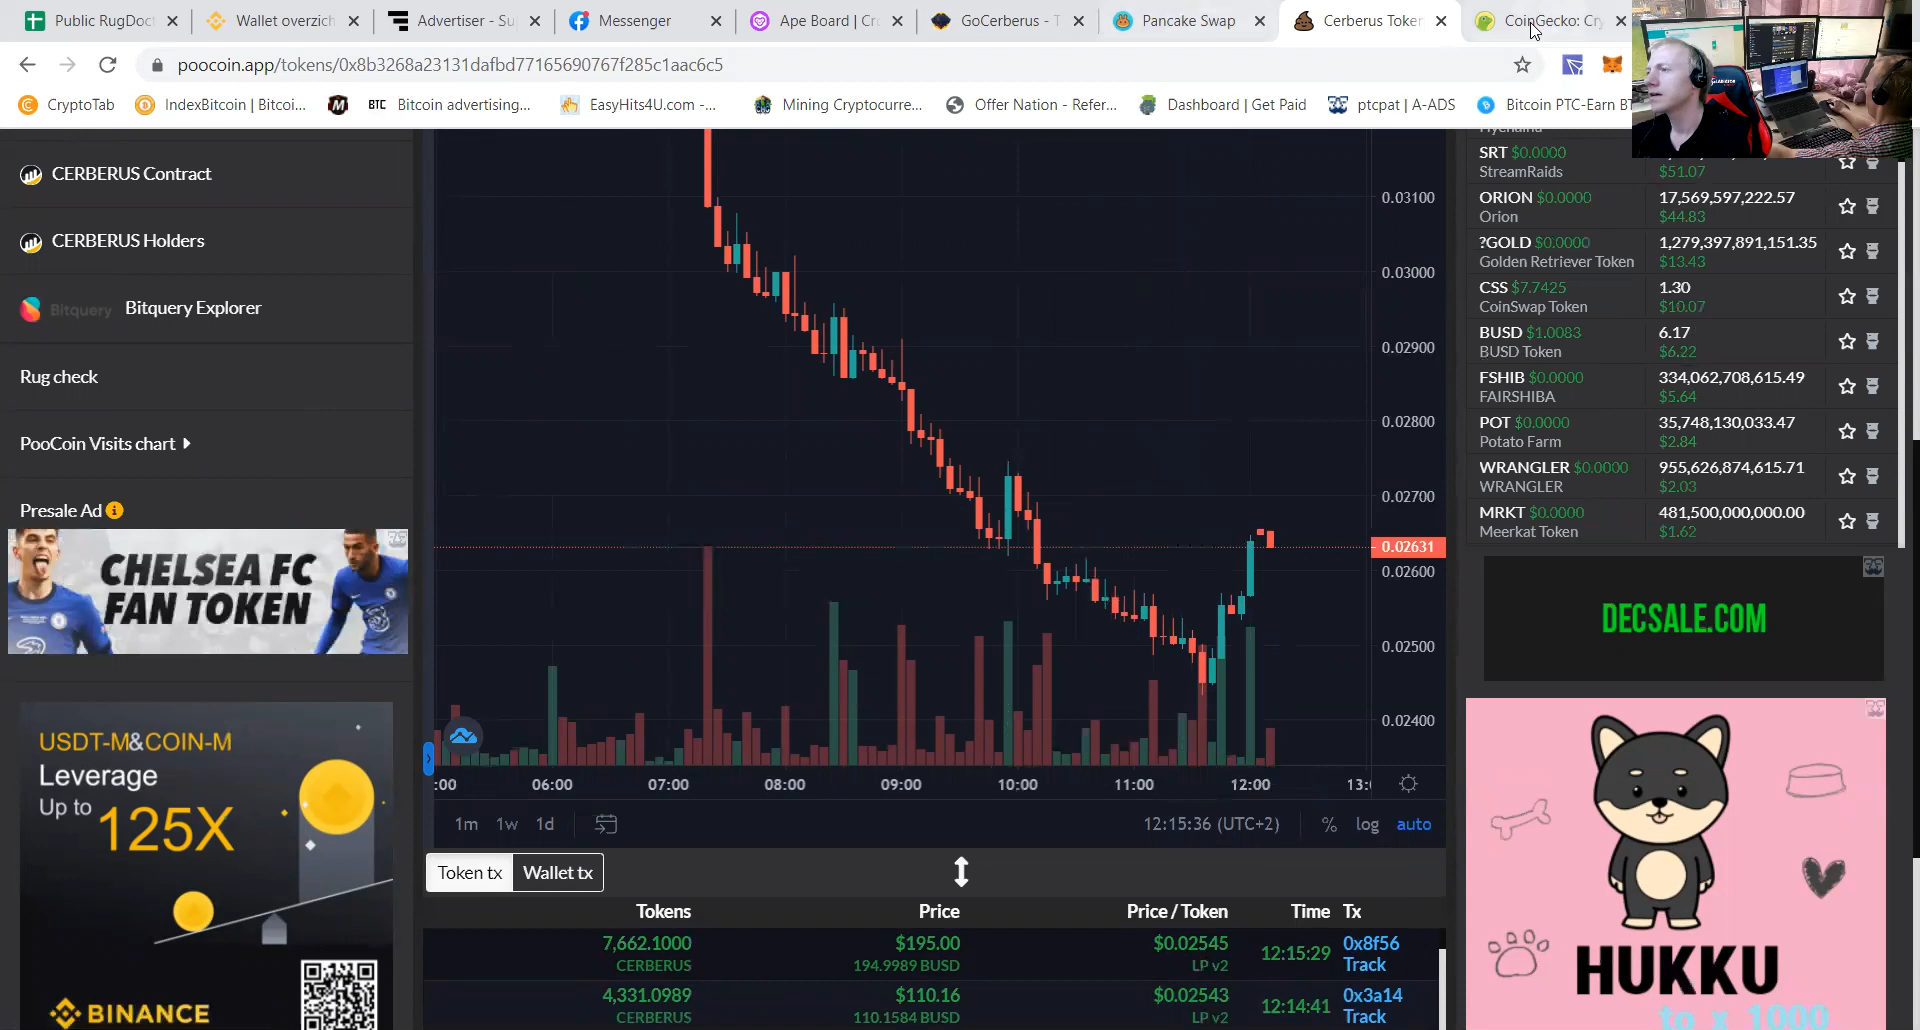 Public RugDoc
Wallet overzich
Advertiser - Su
Messenger
Ape Board | Cr
GoCerberus - T
Pancake Swap
Cerberus Token
CoinGecko: Cry
poocoin.app/tokens/0x8b3268a23131dafbd77165690767f285c1aac6c5
CryptoTab
IndexBitcoin | Bitcoi...
BTC Bitcoin advertising...
EasyHits4U.com -...
Mining Cryptocurre...
Offer Nation - Refer...
Dashboard | Get Paid
ptcpat | A-ADS
Bitcoin PTC-Earn BT
CERBERUS Contract
CERBERUS Holders
Bitquery Bitquery Explorer
Rug check
PooCoin Visits chart
Presale Ad
CHELSEA FC
FAN TOKEN
USDT-M&COIN-M
Leverage
Up to 125X
BINANCE
0.03100
0.03000
0.02900
0.02800
0.02700
0.02631
0.02600
0.02500
0.02400
:00 06:00 07:00 08:00 09:00 10:00 11:00 12:00 13:
1m 1w 1d
12:15:36 (UTC+2) % log auto
Token tx Wallet tx
Tokens Price Price / Token Time Tx
7,662.1000 $195.00 $0.02545 12:15:29 0x8f56
CERBERUS 194.9989 BUSD LP v2 Track
4,331.0989 $110.16 $0.02543 12:14:41 0x3a14
CERBERUS 110.1584 BUSD LP v2 Track
SRT $0.0000
StreamRaids $51.07
ORION $0.0000 17,569,597,222.57
Orion $44.83
?GOLD $0.0000 1,279,397,891,151.35
Golden Retriever Token $13.43
CSS $7.7425 1.30
CoinSwap Token $10.07
BUSD $1.0083 6.17
BUSD Token $6.22
FSHIB $0.0000 334,062,708,615.49
FAIRSHIBA $5.64
POT $0.0000 35,748,130,033.47
Potato Farm $2.84
WRANGLER $0.0000 955,626,874,615.71
WRANGLER $2.03
MRKT $0.0000 481,500,000,000.00
Meerkat Token $1.62
DECSALE.COM
HUKKU
to x 1000